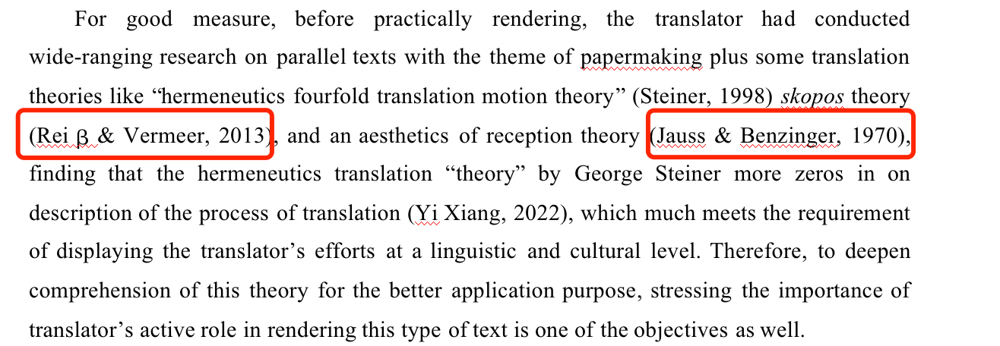 For good measure, before practically rendering, the translator had conducted
wide-ranging research on parallel texts with the theme of papermaking plus some translation
theories like “hermeneutics fourfold translation motion theory” (Steiner, 1998) skopos theory
(Rei β & Vermeer, 2013), and an aesthetics of reception theory (Jauss & Benzinger, 1970),
finding that the hermeneutics translation “theory” by George Steiner more zeros in on
description of the process of translation (Yi Xiang, 2022), which much meets the requirement
of displaying the translator’s efforts at a linguistic and cultural level. Therefore, to deepen
comprehension of this theory for the better application purpose, stressing the importance of
translator’s active role in rendering this type of text is one of the objectives as well.